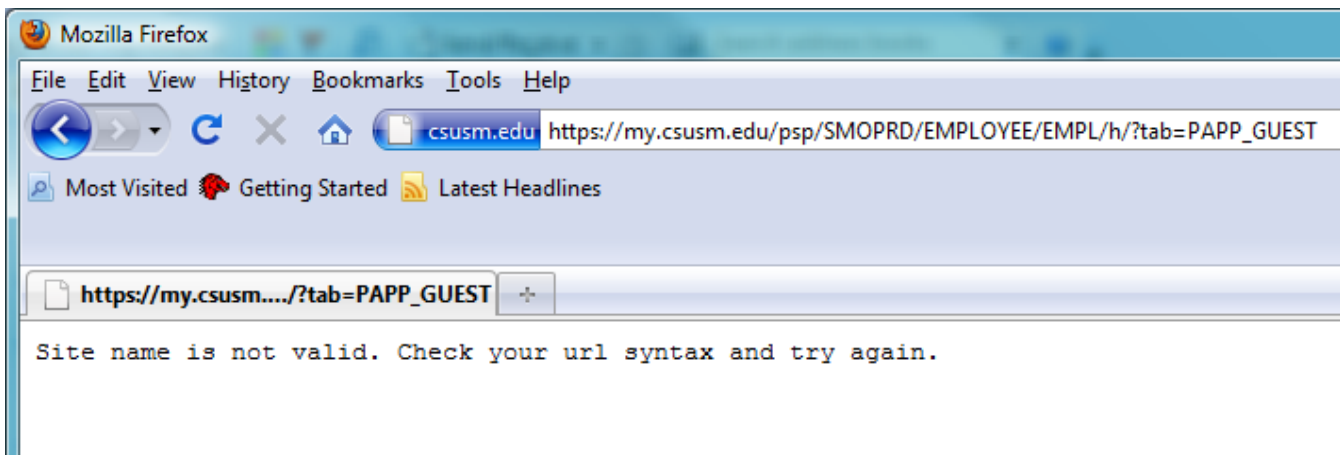 Mozilla Firefox
File Edit View History Bookmarks Tools Help
csusm.edu https://my.csusm.edu/psp/SMOPRD/EMPLOYEE/EMPL/h/?tab=PAPP_GUEST
Most Visited Getting Started Latest Headlines
https://my.csusm..../?tab=PAPP_GUEST
Site name is not valid. Check your url syntax and try again.